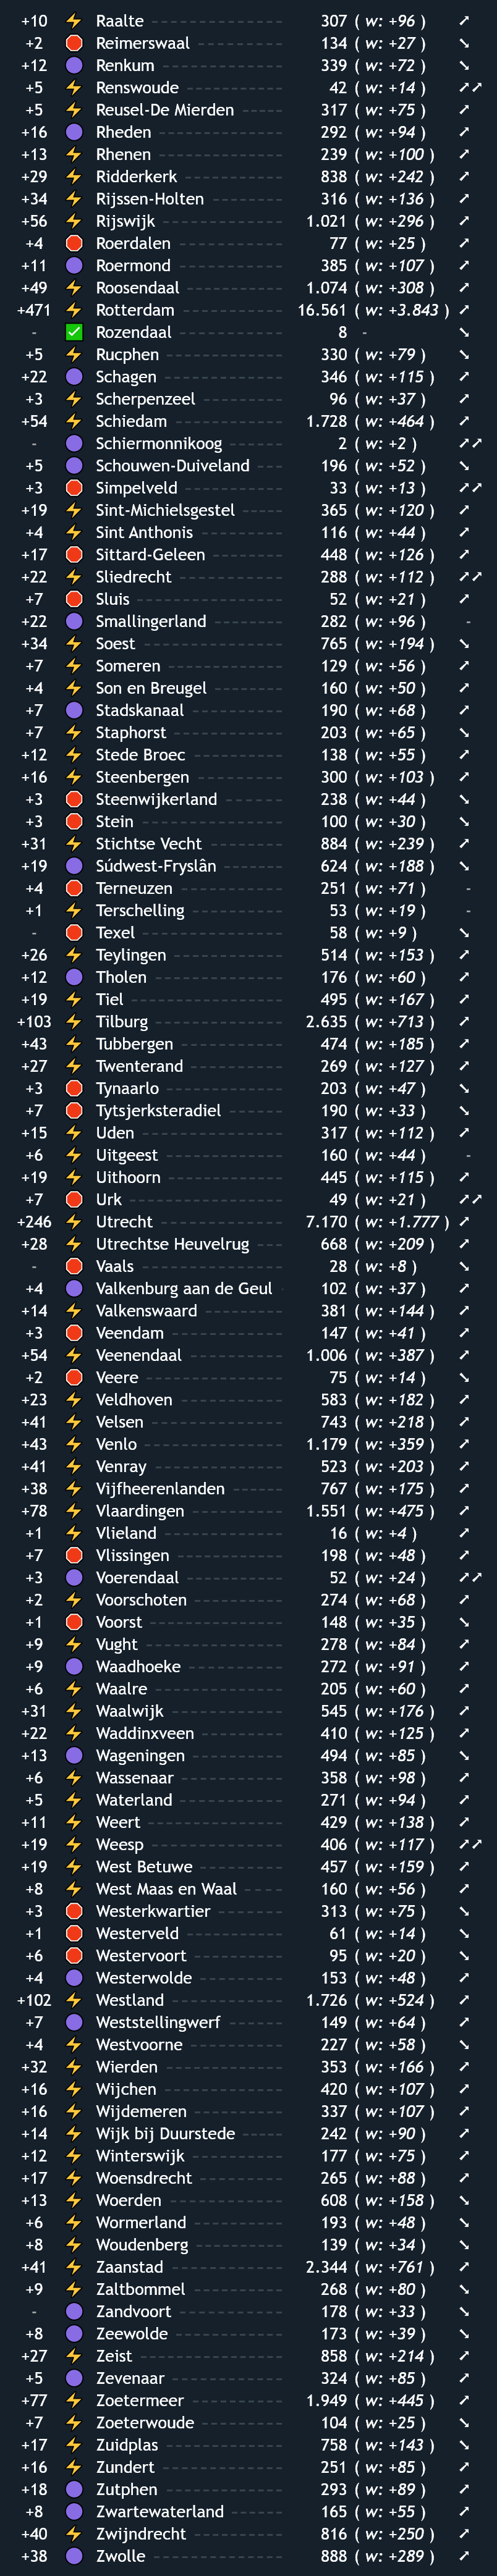 +10 ⚡ Raalte 307 ( w: +96 ) ➚
+2 🛑 Reimerswaal 134 ( w: +27 ) ➘
+12 🟣 Renkum 339 ( w: +72 ) ➘
+5 ⚡ Renswoude 42 ( w: +14 ) ➚➚
+5 ⚡ Reusel-De Mierden 317 ( w: +75 ) ➚
+16 🟣 Rheden 292 ( w: +94 ) ➚
+13 ⚡ Rhenen 239 ( w: +100 ) ➚
+29 ⚡ Ridderkerk 838 ( w: +242 ) ➚
+34 ⚡ Rijssen-Holten 316 ( w: +136 ) ➚
+56 ⚡ Rijswijk 1.021 ( w: +296 ) ➚
+4 🛑 Roerdalen 77 ( w: +25 ) ➚
+11 🟣 Roermond 385 ( w: +107 ) ➚
+49 ⚡ Roosendaal 1.074 ( w: +308 ) ➚
+471 ⚡ Rotterdam 16.561 ( w: +3.843 ) ➚
- ✅ Rozendaal 8 - ➘
+5 ⚡ Rucphen 330 ( w: +79 ) ➘
+22 🟣 Schagen 346 ( w: +115 ) ➚
+3 ⚡ Scherpenzeel 96 ( w: +37 ) ➚
+54 ⚡ Schiedam 1.728 ( w: +464 ) ➚
- 🟣 Schiermonnikoog 2 ( w: +2 ) ➚➚
+5 🟣 Schouwen-Duiveland 196 ( w: +52 ) ➘
+3 🛑 Simpelveld 33 ( w: +13 ) ➚➚
+19 ⚡ Sint-Michielsgestel 365 ( w: +120 ) ➚
+4 ⚡ Sint Anthonis 116 ( w: +44 ) ➚
+17 🛑 Sittard-Geleen 448 ( w: +126 ) ➚
+22 ⚡ Sliedrecht 288 ( w: +112 ) ➚➚
+7 🛑 Sluis 52 ( w: +21 ) ➚
+22 🟣 Smallingerland 282 ( w: +96 ) -
+34 ⚡ Soest 765 ( w: +194 ) ➘
+7 ⚡ Someren 129 ( w: +56 ) ➚
+4 ⚡ Son en Breugel 160 ( w: +50 ) ➚
+7 🟣 Stadskanaal 190 ( w: +68 ) ➚
+7 ⚡ Staphorst 203 ( w: +65 ) ➘
+12 ⚡ Stede Broec 138 ( w: +55 ) ➚
+16 ⚡ Steenbergen 300 ( w: +103 ) ➚
+3 🛑 Steenwijkerland 238 ( w: +44 ) ➘
+3 🛑 Stein 100 ( w: +30 ) ➘
+31 ⚡ Stichtse Vecht 884 ( w: +239 ) ➚
+19 🟣 Súdwest-Fryslân 624 ( w: +188 ) ➘
+4 🛑 Terneuzen 251 ( w: +71 ) -
+1 ⚡ Terschelling 53 ( w: +19 ) -
- 🛑 Texel 58 ( w: +9 ) ➘
+26 ⚡ Teylingen 514 ( w: +153 ) ➚
+12 🟣 Tholen 176 ( w: +60 ) ➚
+19 ⚡ Tiel 495 ( w: +167 ) ➚
+103 ⚡ Tilburg 2.635 ( w: +713 ) ➚
+43 ⚡ Tubbergen 474 ( w: +185 ) ➚
+27 ⚡ Twenterand 269 ( w: +127 ) ➚
+3 🛑 Tynaarlo 203 ( w: +47 ) ➘
+7 🛑 Tytsjerksteradiel 190 ( w: +33 ) ➘
+15 ⚡ Uden 317 ( w: +112 ) ➚
+6 ⚡ Uitgeest 160 ( w: +44 ) -
+19 ⚡ Uithoorn 445 ( w: +115 ) ➚
+7 🛑 Urk 49 ( w: +21 ) ➚➚
+246 ⚡ Utrecht 7.170 ( w: +1.777 ) ➚
+28 ⚡ Utrechtse Heuvelrug 668 ( w: +209 ) ➚
- 🛑 Vaals 28 ( w: +8 ) ➘
+4 🟣 Valkenburg aan de Geul 102 ( w: +37 ) ➚
+14 ⚡ Valkenswaard 381 ( w: +144 ) ➚
+3 🛑 Veendam 147 ( w: +41 ) ➚
+54 ⚡ Veenendaal 1.006 ( w: +387 ) ➚
+2 🛑 Veere 75 ( w: +14 ) ➘
+23 ⚡ Veldhoven 583 ( w: +182 ) ➚
+41 ⚡ Velsen 743 ( w: +218 ) ➚
+43 ⚡ Venlo 1.179 ( w: +359 ) ➚
+41 ⚡ Venray 523 ( w: +203 ) ➚
+38 ⚡ Vijfheerenlanden 767 ( w: +175 ) ➚
+78 ⚡ Vlaardingen 1.551 ( w: +475 ) ➚
+1 ⚡ Vlieland 16 ( w: +4 ) ➚
+7 🛑 Vlissingen 198 ( w: +48 ) ➚
+3 🟣 Voerendaal 52 ( w: +24 ) ➚➚
+2 ⚡ Voorschoten 274 ( w: +68 ) ➚
+1 🛑 Voorst 148 ( w: +35 ) ➘
+9 ⚡ Vught 278 ( w: +84 ) ➚
+9 🟣 Waadhoeke 272 ( w: +91 ) ➚
+6 ⚡ Waalre 205 ( w: +60 ) ➚
+31 ⚡ Waalwijk 545 ( w: +176 ) ➚
+22 ⚡ Waddinxveen 410 ( w: +125 ) ➚
+13 🟣 Wageningen 494 ( w: +85 ) ➘
+6 ⚡ Wassenaar 358 ( w: +98 ) ➚
+5 ⚡ Waterland 271 ( w: +94 ) ➚
+11 ⚡ Weert 429 ( w: +138 ) ➚
+19 ⚡ Weesp 406 ( w: +117 ) ➚➚
+19 ⚡ West Betuwe 457 ( w: +159 ) ➚
+8 ⚡ West Maas en Waal 160 ( w: +56 ) ➚
+3 🛑 Westerkwartier 313 ( w: +75 ) ➘
+1 🛑 Westerveld 61 ( w: +14 ) ➘
+6 🛑 Westervoort 95 ( w: +20 ) ➘
+4 🟣 Westerwolde 153 ( w: +48 ) ➚
+102 ⚡ Westland 1.726 ( w: +524 ) ➚
+7 🟣 Weststellingwerf 149 ( w: +64 ) ➚
+4 ⚡ Westvoorne 227 ( w: +58 ) ➘
+32 ⚡ Wierden 353 ( w: +166 ) ➚
+16 ⚡ Wijchen 420 ( w: +107 ) ➚
+16 ⚡ Wijdemeren 337 ( w: +107 ) ➚
+14 ⚡ Wijk bij Duurstede 242 ( w: +90 ) ➚
+12 ⚡ Winterswijk 177 ( w: +75 ) ➚
+17 ⚡ Woensdrecht 265 ( w: +88 ) ➚
+13 ⚡ Woerden 608 ( w: +158 ) ➘
+6 ⚡ Wormerland 193 ( w: +48 ) ➘
+8 ⚡ Woudenberg 139 ( w: +34 ) ➘
+41 ⚡ Zaanstad 2.344 ( w: +761 ) ➚
+9 ⚡ Zaltbommel 268 ( w: +80 ) ➘
- 🟣 Zandvoort 178 ( w: +33 ) ➘
+8 🟣 Zeewolde 173 ( w: +39 ) ➘
+27 ⚡ Zeist 858 ( w: +214 ) ➚
+5 🟣 Zevenaar 324 ( w: +85 ) ➚
+77 ⚡ Zoetermeer 1.949 ( w: +445 ) ➚
+7 ⚡ Zoeterwoude 104 ( w: +25 ) ➘
+17 ⚡ Zuidplas 758 ( w: +143 ) ➘
+16 ⚡ Zundert 251 ( w: +85 ) ➚
+18 🟣 Zutphen 293 ( w: +89 ) ➚
+8 🟣 Zwartewaterland 165 ( w: +55 ) ➚
+40 ⚡ Zwijndrecht 816 ( w: +250 ) ➚
+38 🟣 Zwolle 888 ( w: +289 ) ➚